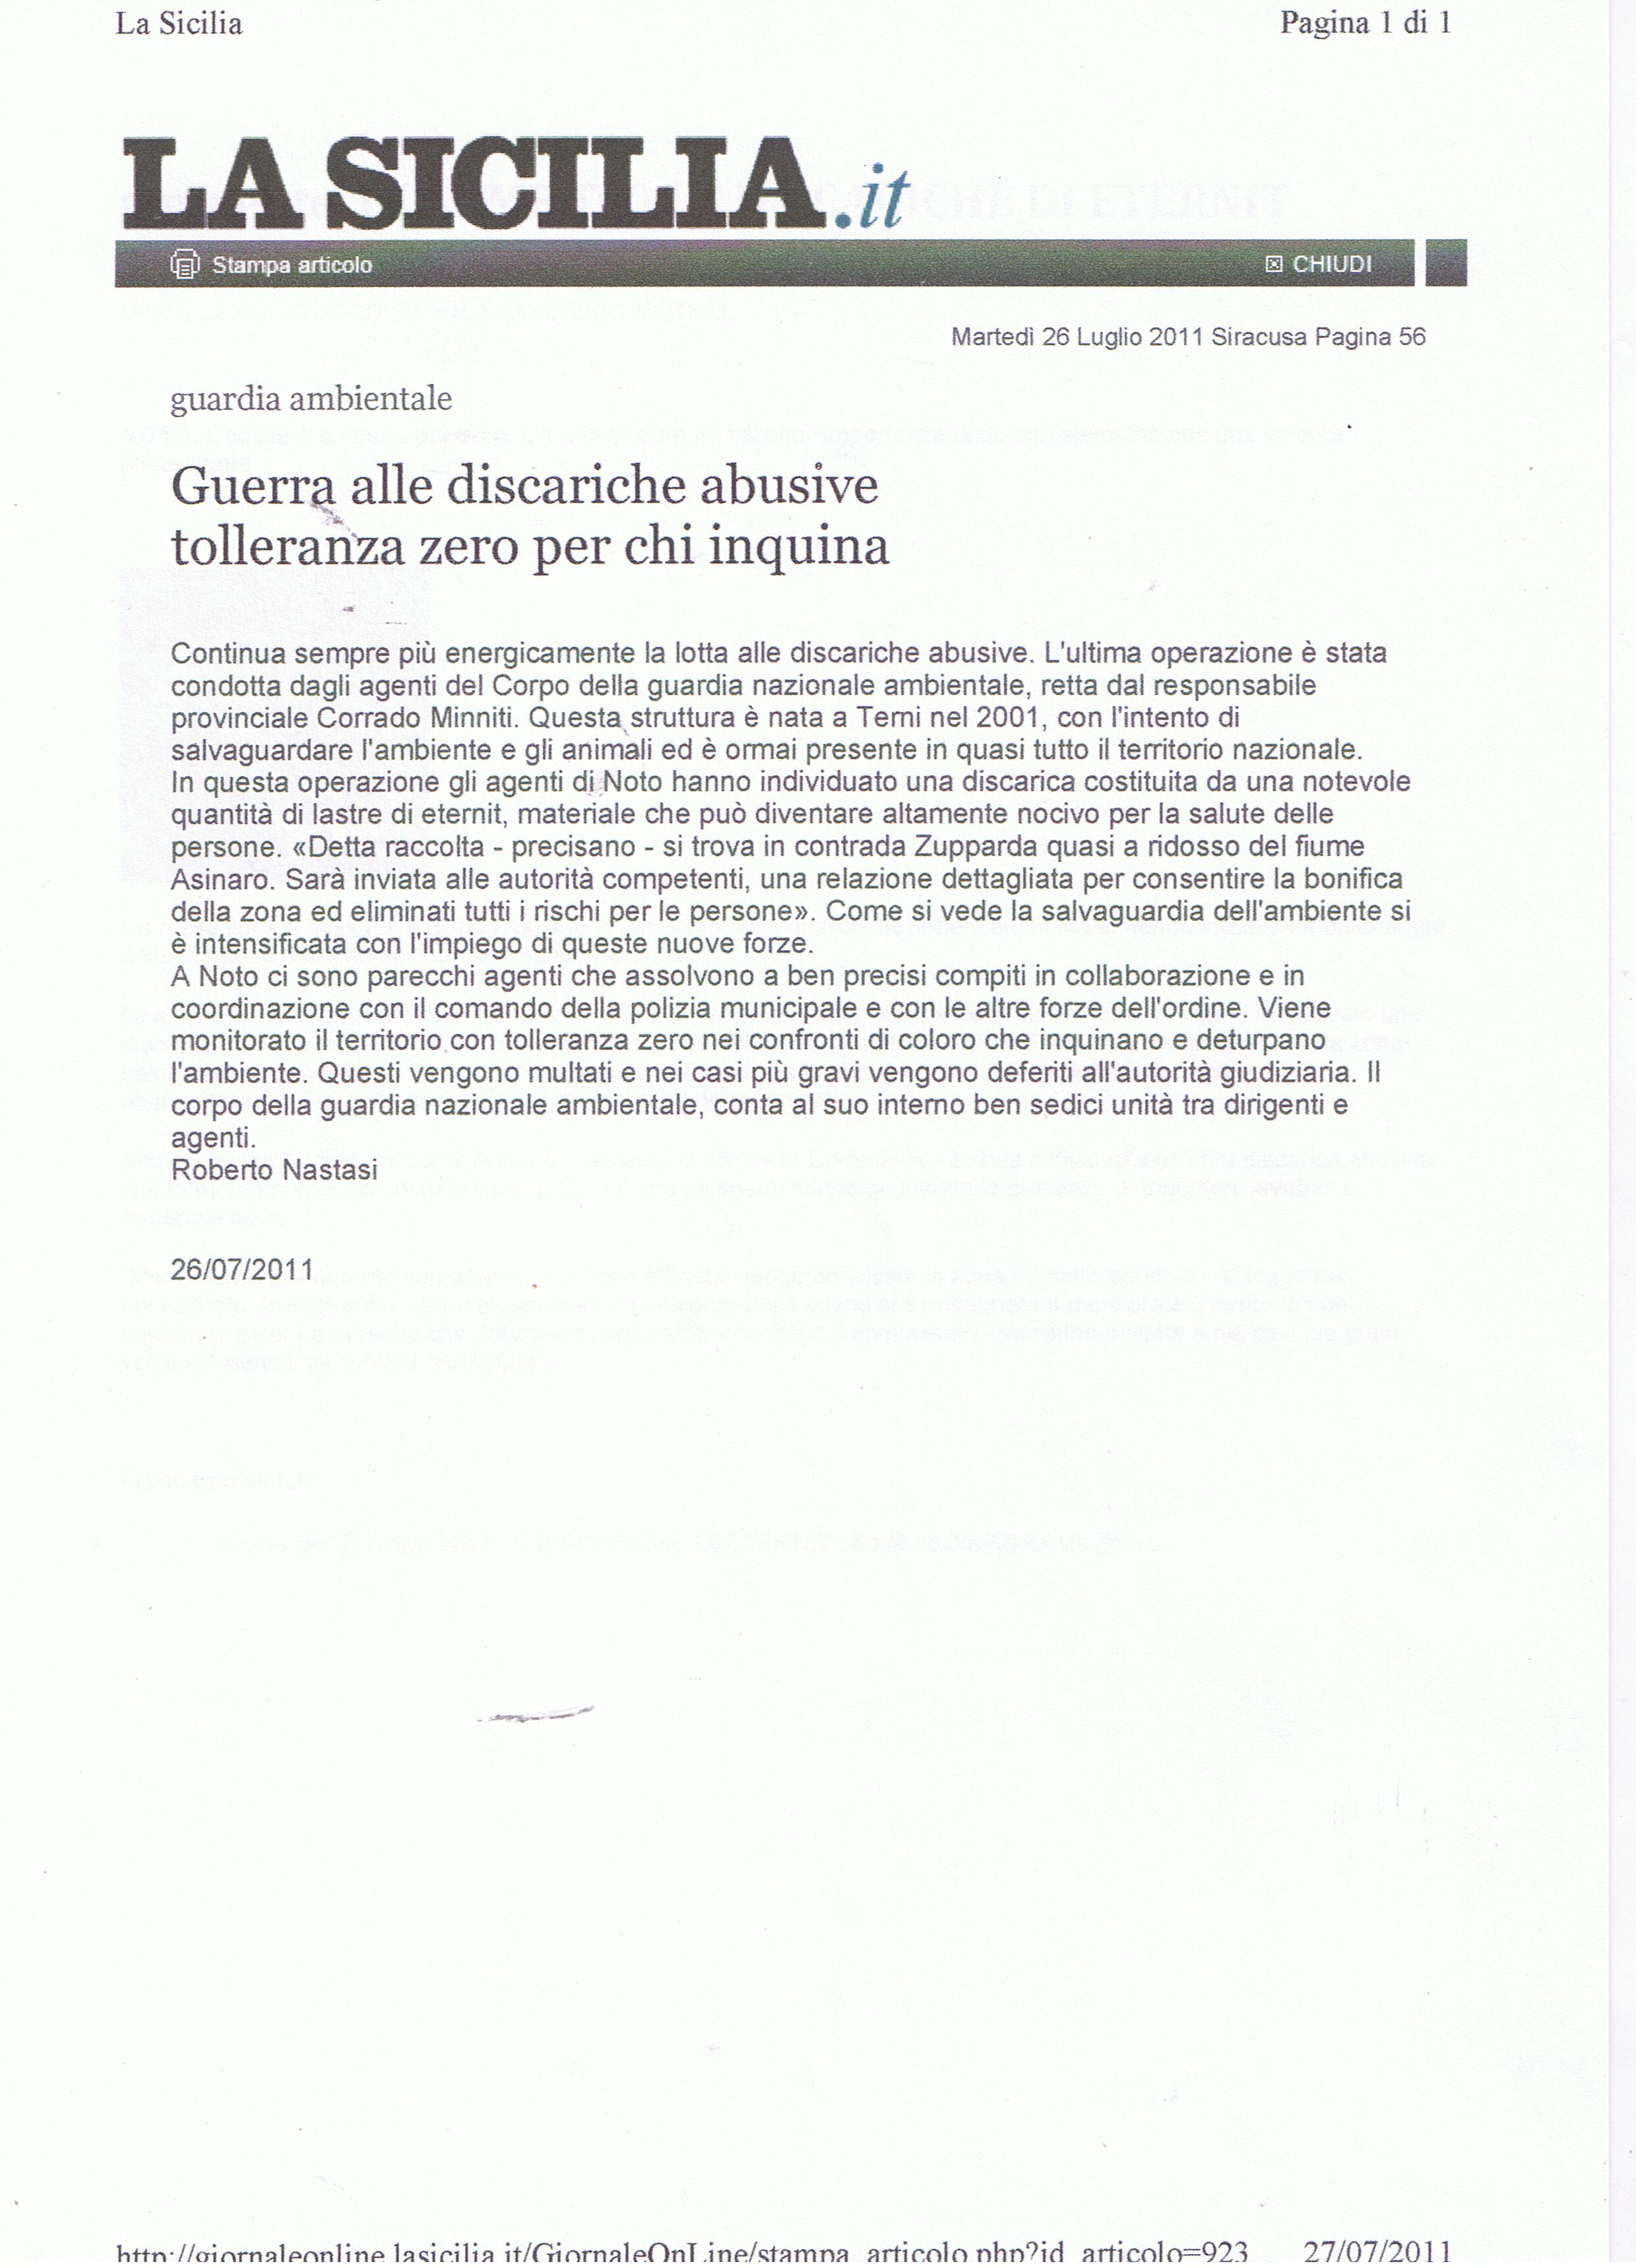 La Sicilia Pagina 1 di 1
LA SICILIA.it
Stampa articolo CHIUDI
Martedì 26 Luglio 2011 Siracusa Pagina 56
guardia ambientale
Guerra alle discariche abusive
tolleranza zero per chi inquina
Continua sempre più energicamente la lotta alle discariche abusive. L'ultima operazione è stata
condotta dagli agenti del Corpo della guardia nazionale ambientale, retta dal responsabile
provinciale Corrado Minniti. Questa struttura è nata a Terni nel 2001, con l'intento di
salvaguardare l'ambiente e gli animali ed è ormai presente in quasi tutto il territorio nazionale.
In questa operazione gli agenti di Noto hanno individuato una discarica costituita da una notevole
quantità di lastre di eternit, materiale che può diventare altamente nocivo per la salute delle
persone. «Detta raccolta - precisano - si trova in contrada Zupparda quasi a ridosso del fiume
Asinaro. Sarà inviata alle autorità competenti, una relazione dettagliata per consentire la bonifica
della zona ed eliminati tutti i rischi per le persone». Come si vede la salvaguardia dell'ambiente si
è intensificata con l'impiego di queste nuove forze.
A Noto ci sono parecchi agenti che assolvono a ben precisi compiti in collaborazione e in
coordinazione con il comando della polizia municipale e con le altre forze dell'ordine. Viene
monitorato il territorio con tolleranza zero nei confronti di coloro che inquinano e deturpano
l'ambiente. Questi vengono multati e nei casi più gravi vengono deferiti all'autorità giudiziaria. Il
corpo della guardia nazionale ambientale, conta al suo interno ben sedici unità tra dirigenti e
agenti.
Roberto Nastasi
26/07/2011
http://giornaleonline.lasicilia.it/GiornaleOnLine/stampa_articolo.php?id_articolo=923... 27/07/2011